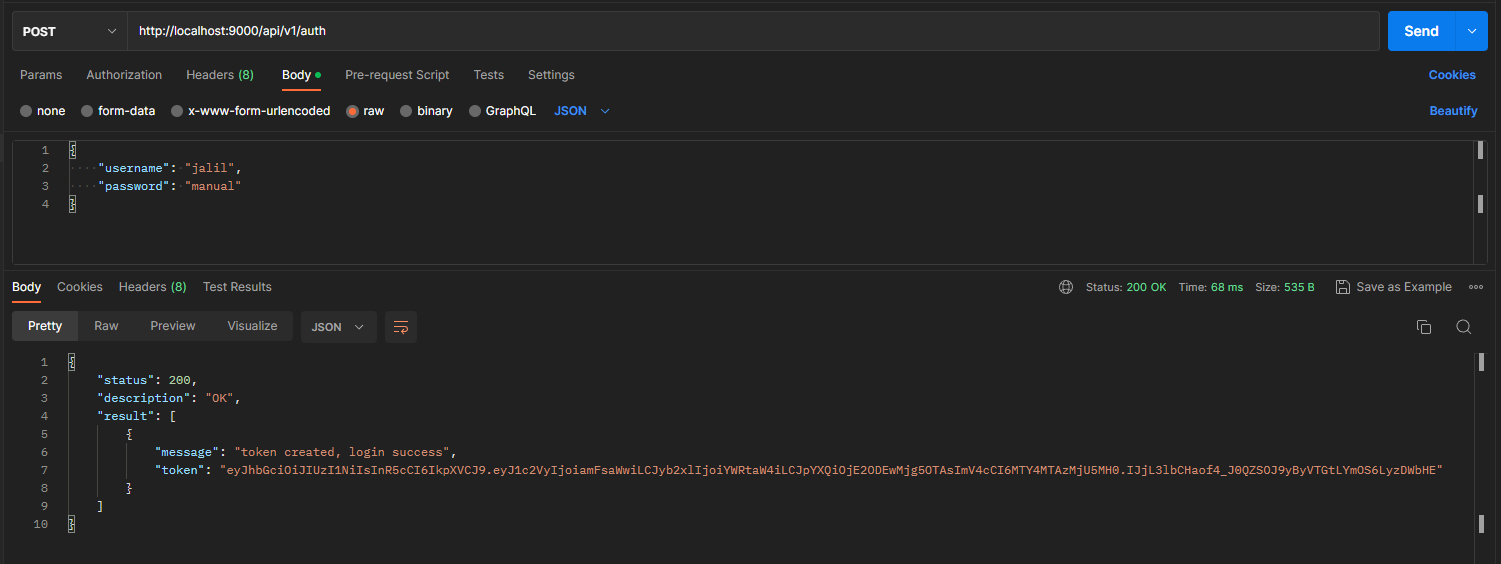 POST http://localhost:9000/api/v1/auth Send
Params Authorization Headers (8) Body Pre-request Script Tests Settings Cookies
none form-data x-www-form-urlencoded raw binary GraphQL JSON Beautify
1 {
2 "username": "jalil",
3 "password": "manual"
4 }
Body Cookies Headers (8) Test Results Status: 200 OK Time: 68 ms Size: 535 B Save as Example
Pretty Raw Preview Visualize JSON
1 {
2 "status": 200,
3 "description": "OK",
4 "result": [
5 {
6 "message": "token created, login success",
7 "token": "eyJhbGciOiJIUzI1NiIsInR5cCI6IkpXVCJ9.eyJ1c2VyIjoiamFsaWwiLCJyb2xlIjoiYWRtaW4iLCJpYXQiOjE2ODEwMjg5OTAsImV4cCI6MTY4MTAzMjU5MH0.IJjL3lbCHaof4_J0QZSOJ9yByVTGtLYmOS6LyzDWbHE"
8 }
9 ]
10 }